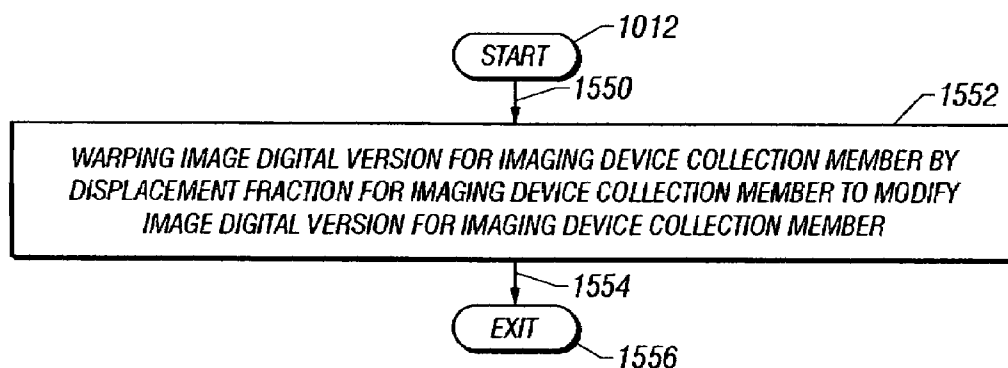 1012
START
1550
1552
WARPING IMAGE DIGITAL VERSION FOR IMAGING DEVICE COLLECTION MEMBER BY
DISPLACEMENT FRACTION FOR IMAGING DEVICE COLLECTION MEMBER TO MODIFY
IMAGE DIGITAL VERSION FOR IMAGING DEVICE COLLECTION MEMBER
1554
EXIT
1556